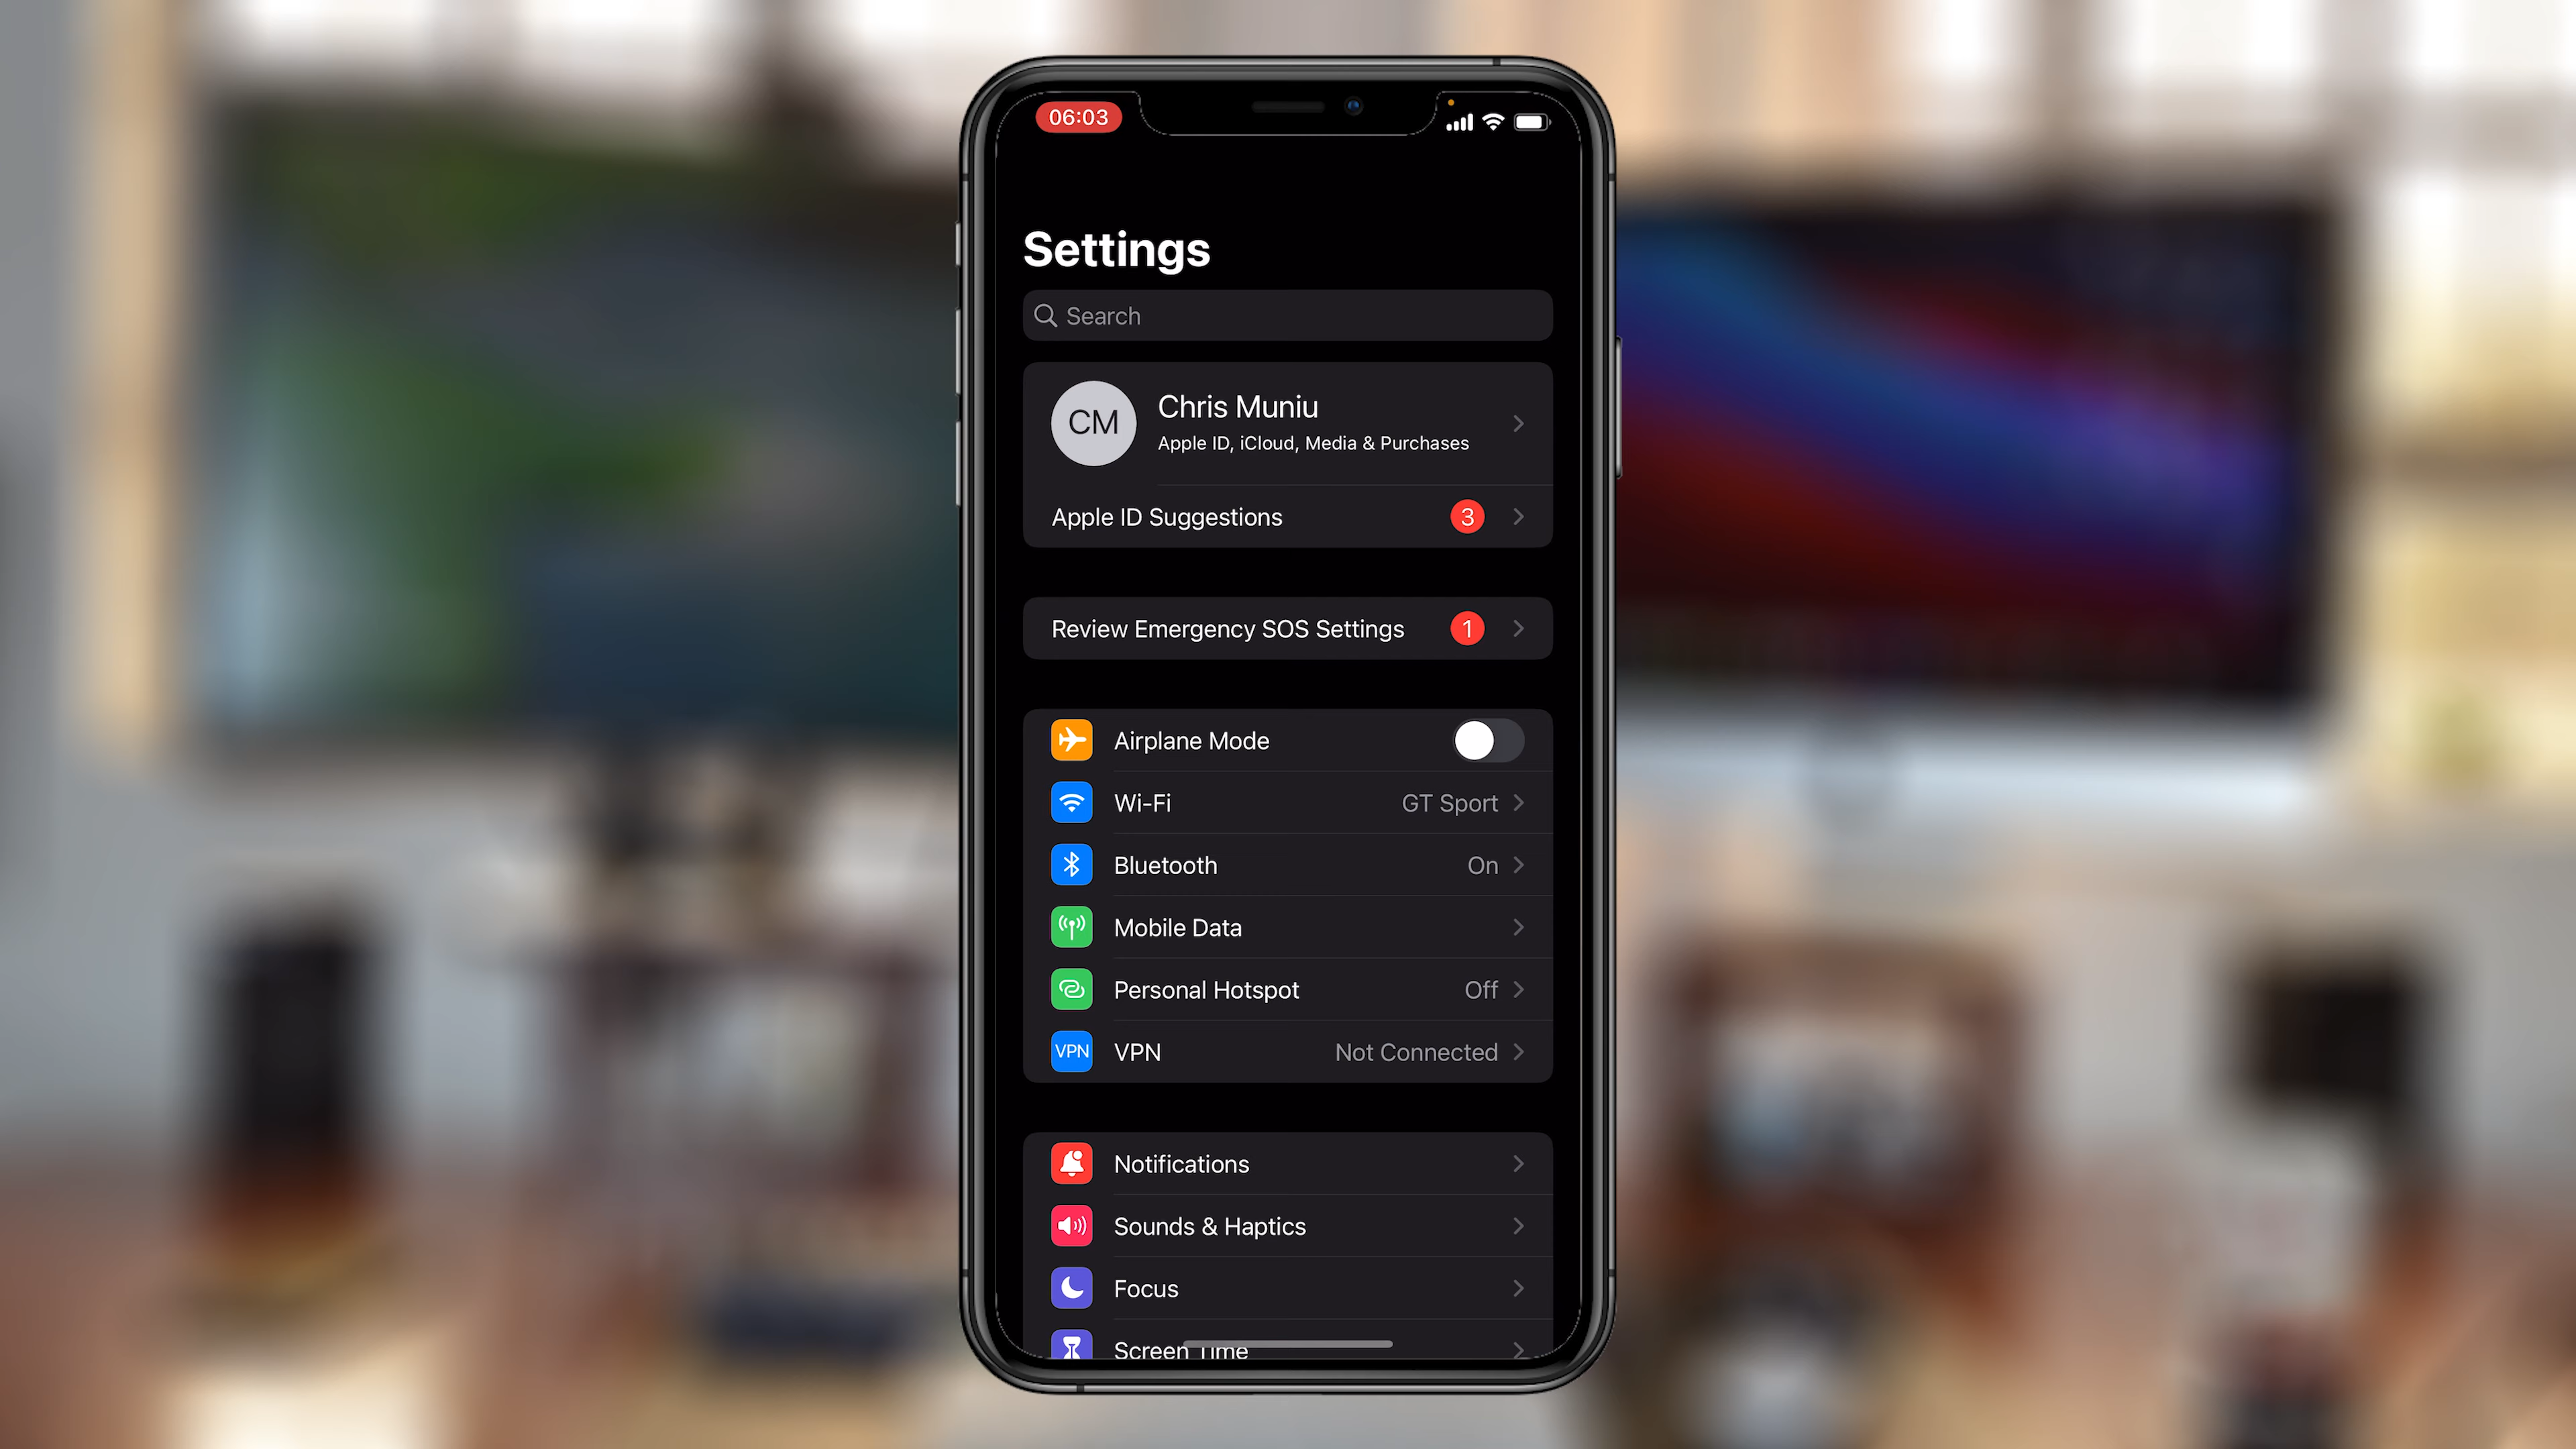 06:03
Settings
Search
CM
Chris Muniu
Apple ID, iCloud, Media & Purchases
Apple ID Suggestions 3
Review Emergency SOS Settings 1
Airplane Mode
Wi-Fi GT Sport
Bluetooth On
Mobile Data
Personal Hotspot Off
VPN VPN Not Connected
Notifications
Sounds & Haptics
Focus
Screen Time